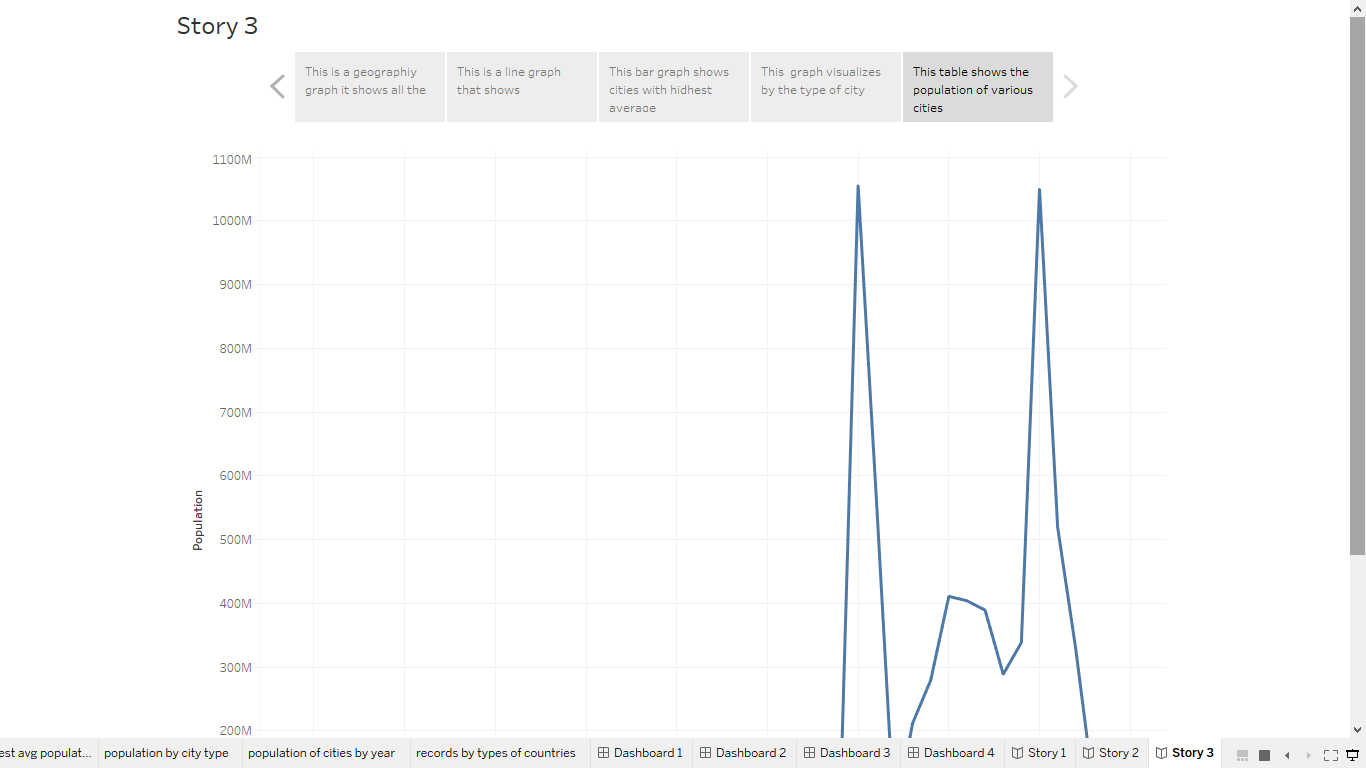 Story 3
This is a geographiy
graph it shows all the
This is a line graph
that shows
This bar graph shows
cities with hidhest
average
This  graph visualizes
by the type of city
This table shows the
population of various
cities
1100M
1000M
900M
800M
700M
600M
500M
400M
300M
200M
Population
est avg populat...
population by city type
population of cities by year
records by types of countries
Dashboard 1
Dashboard 2
Dashboard 3
Dashboard 4
Story 1
Story 2
Story 3